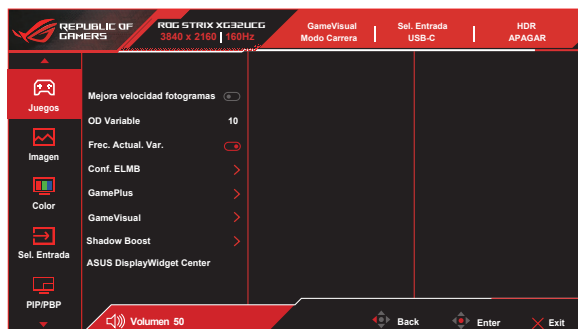 REPUBLIC OF
GAMERS
ROG STRIX XG32UCG
3840 x 2160 160Hz
GameVisual
Modo Carrera
Sel. Entrada
USB-C
HDR
APAGAR
Juegos
Imagen
Color
Sel. Entrada
PIP/PBP
Mejora velocidad fotogramas
OD Variable 10
Frec. Actual. Var.
Conf. ELMB
GamePlus
GameVisual
Shadow Boost
ASUS DisplayWidget Center
Volumen 50
Back
Enter
Exit